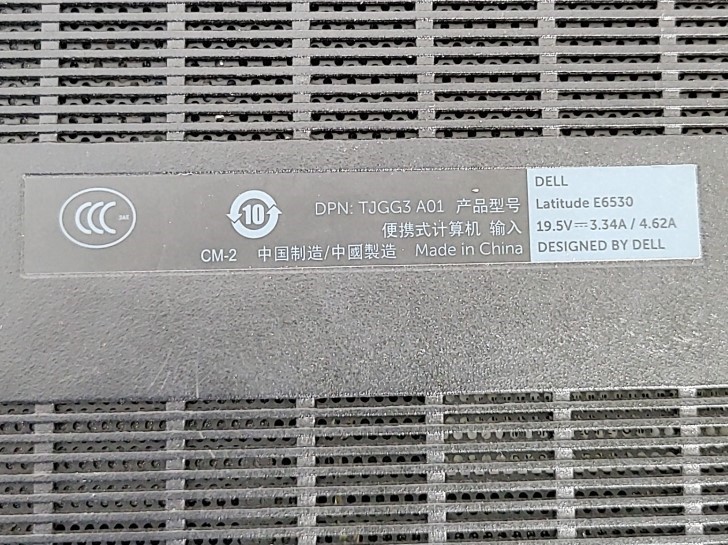 CCC
10
DPN: TJGG3 A01 产品型号
便携式计算机 输入
CM-2 中国制造/中國製造 Made in China
DELL
Latitude E6530
19.5V⎓3.34A / 4.62A
DESIGNED BY DELL